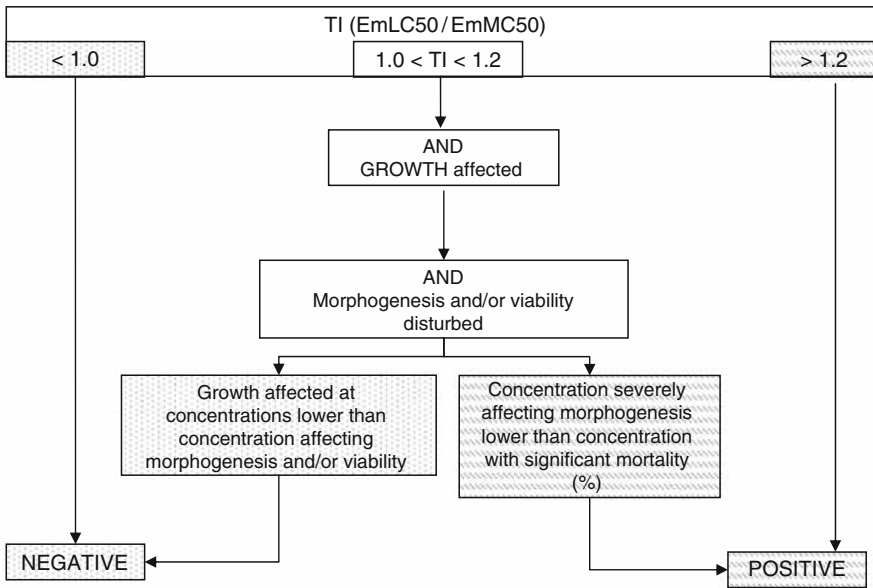 TI (EmLC50/EmMC50)
< 1.0
1.0 < TI < 1.2
> 1.2
AND
GROWTH affected
AND
Morphogenesis and/or viability
disturbed
Growth affected at
concentrations lower than
concentration affecting
morphogenesis and/or viability
Concentration severely
affecting morphogenesis
lower than concentration
with significant mortality
(%)
NEGATIVE
POSITIVE